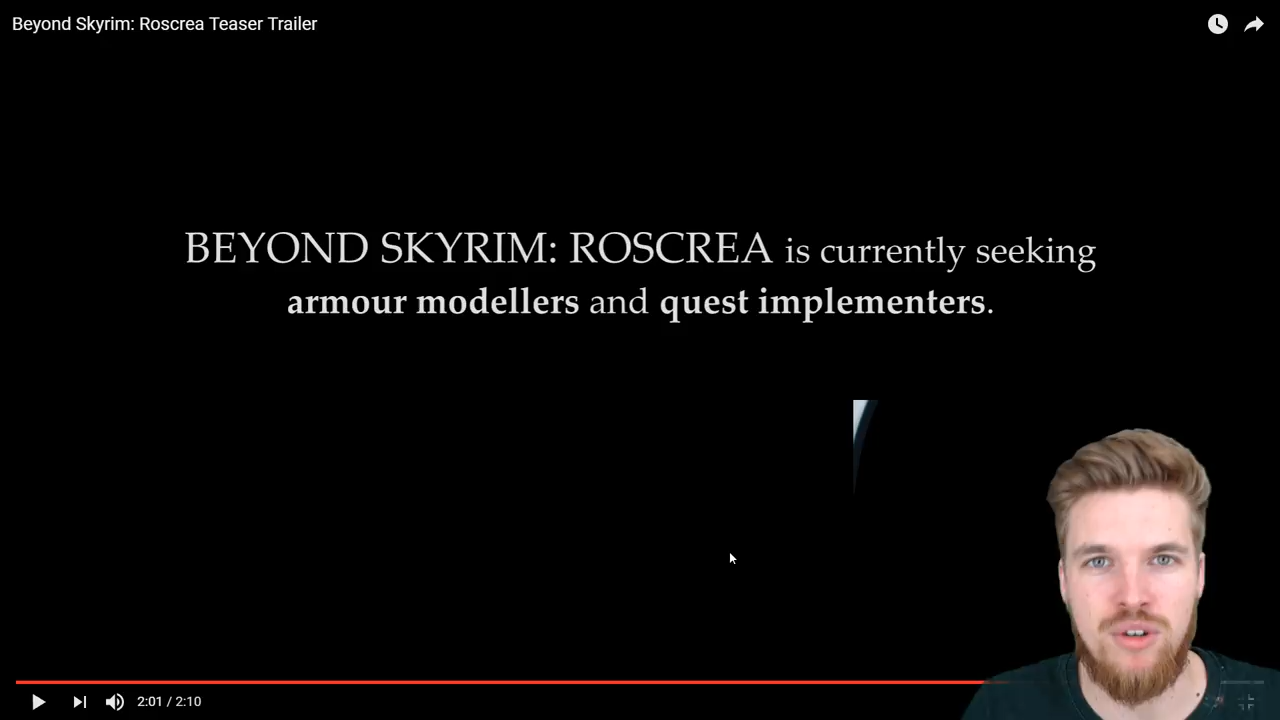 Beyond Skyrim: Roscrea Teaser Trailer
BEYOND SKYRIM: ROSCREA is currently seeking
armour modellers and quest implementers.
2:01 / 2:10